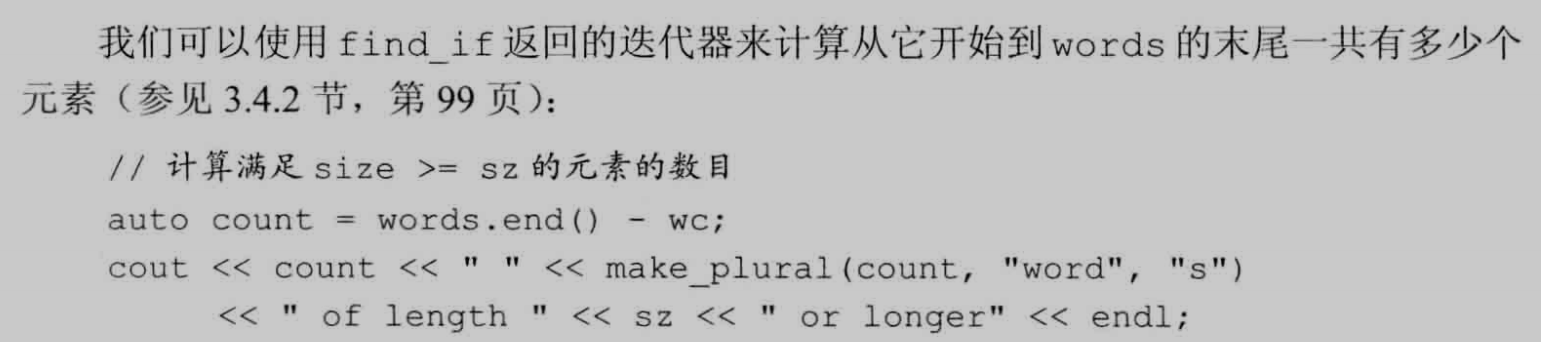 我们可以使用 find_if 返回的迭代器来计算从它开始到 words 的末尾一共有多少个
元素（参见 3.4.2 节，第 99 页）：
// 计算满足 size >= sz 的元素的数目
auto count = words.end() - wc;
cout << count << " " << make_plural(count, "word", "s")
<< " of length " << sz << " or longer" << endl;